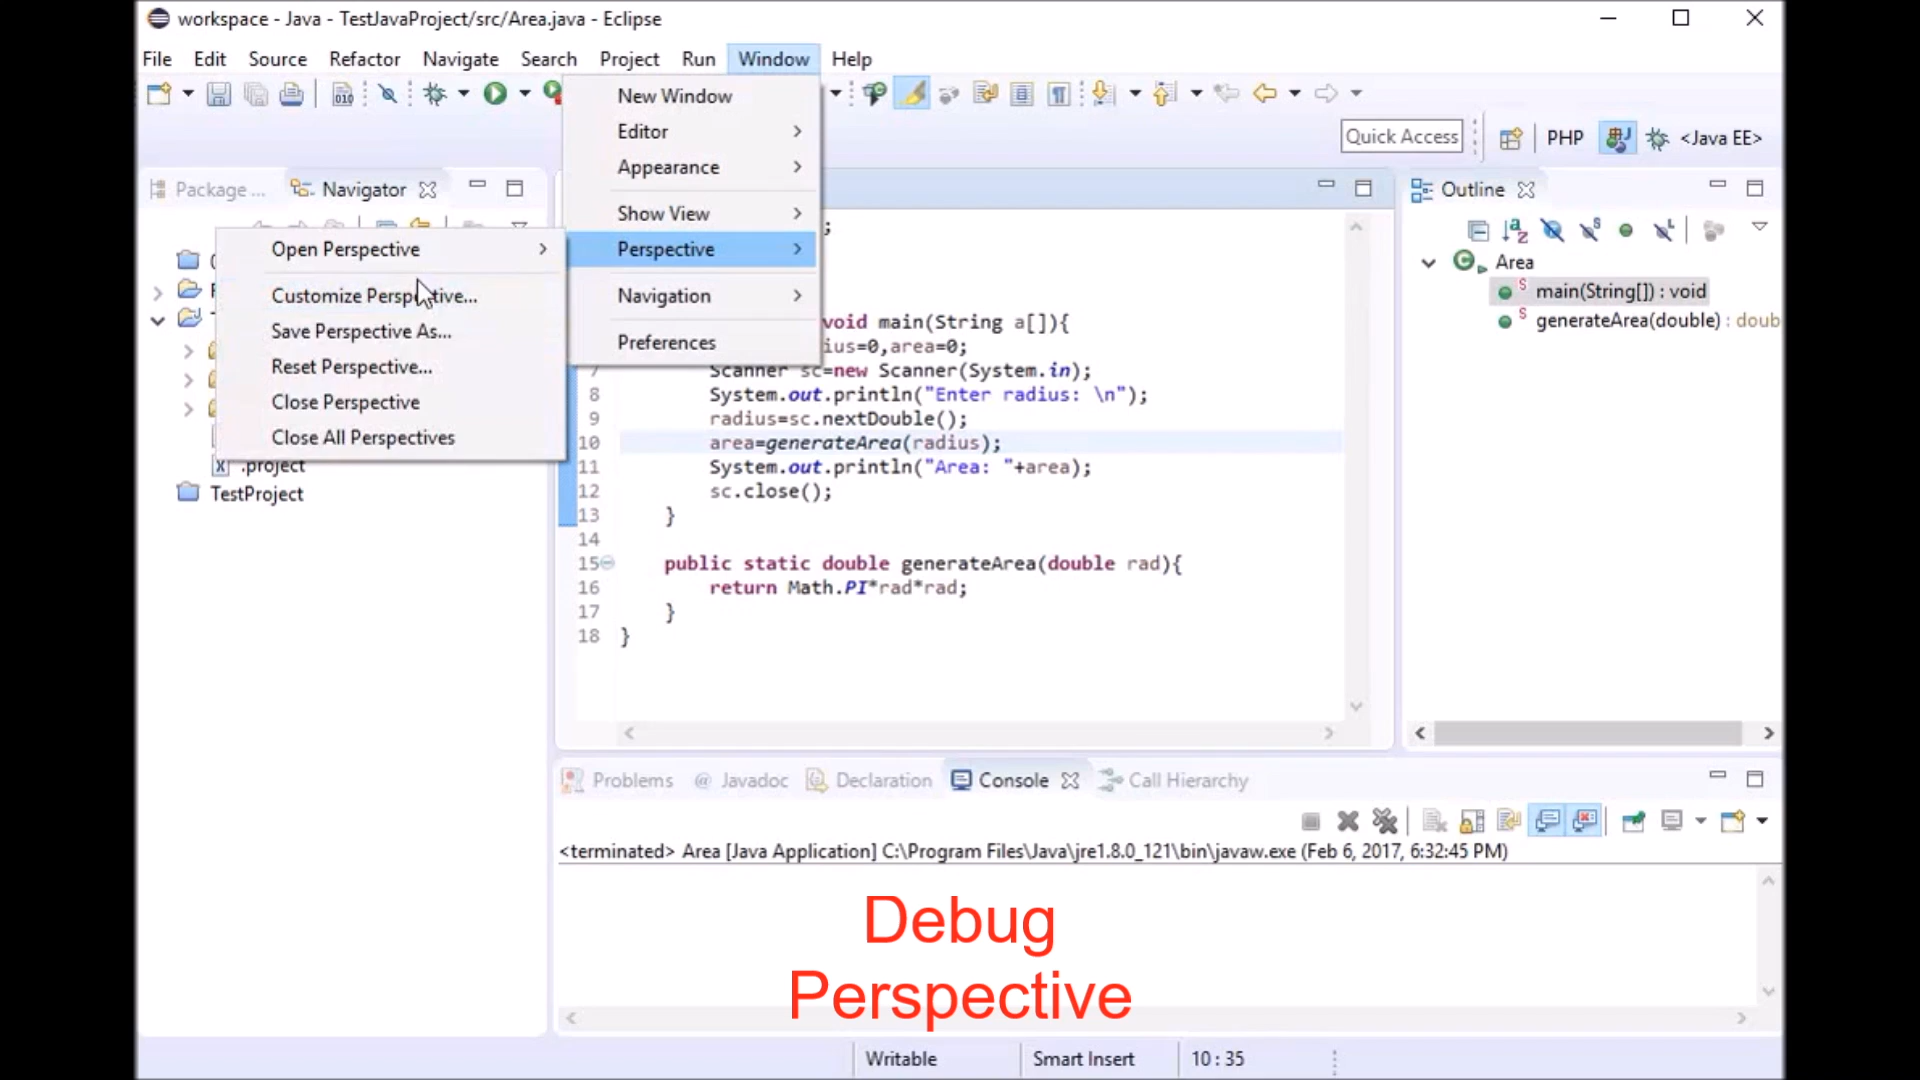 workspace - Java - TestJavaProject/src/Area.java - Eclipse
File Edit Source Refactor Navigate Search Project Run Window Help
New Window
Editor
Appearance
Show View
Perspective
Navigation
Preferences
Open Perspective
Customize Perspective...
Save Perspective As...
Reset Perspective...
Close Perspective
Close All Perspectives
Quick Access
PHP
<Java EE>
Package ...
Navigator
.project
TestProject
;
void main(String a[]){
ius=0,area=0;
7 Scanner sc=new Scanner(System.in);
8 System.out.println("Enter radius: \n");
9 radius=sc.nextDouble();
10 area=generateArea(radius);
11 System.out.println("Area: "+area);
12 sc.close();
13 }
14
15 public static double generateArea(double rad){
16 return Math.PI*rad*rad;
17 }
18 }
Outline
Area
main(String[]) : void
generateArea(double) : doub
Problems @ Javadoc Declaration Console Call Hierarchy
<terminated> Area [Java Application] C:\Program Files\Java\jre1.8.0_121\bin\javaw.exe (Feb 6, 2017, 6:32:45 PM)
Debug
Perspective
Writable
Smart Insert
10 : 35